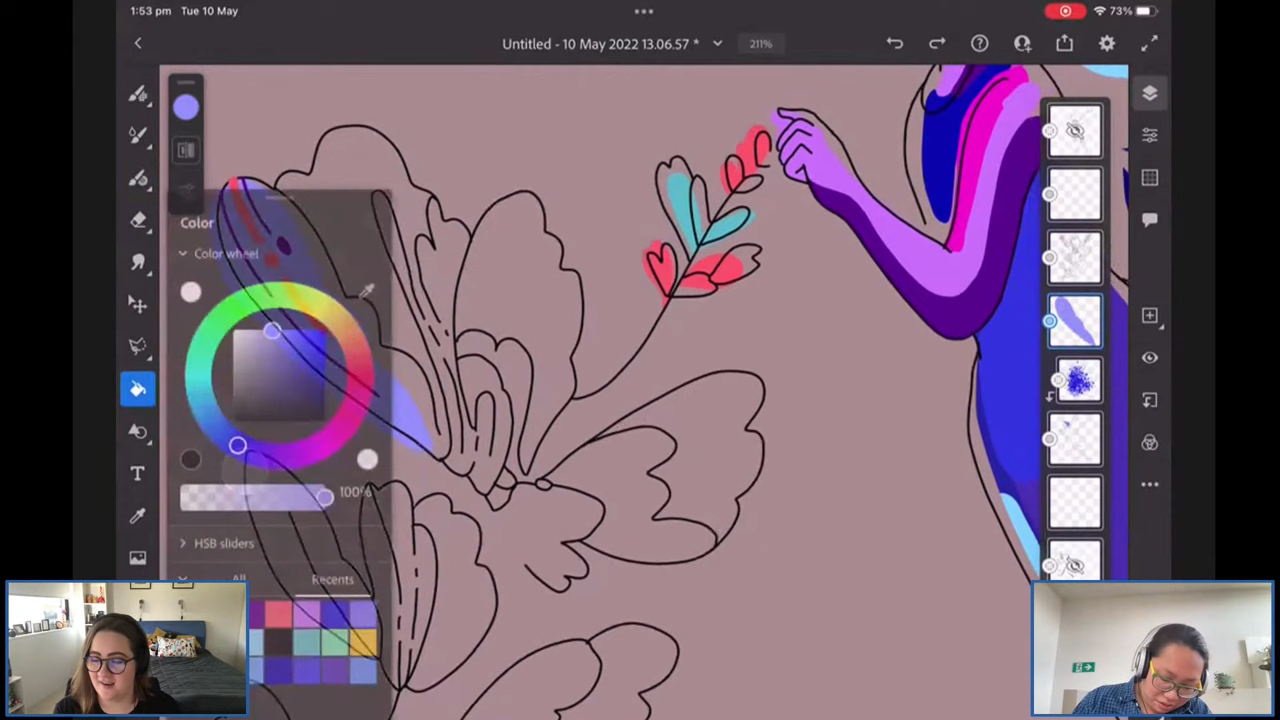 1:53 pm Tue 10 May
73%
Untitled - 10 May 2022 13.06.57 *
211%
Color
Color wheel
100%
HSB sliders
All
Recents
T